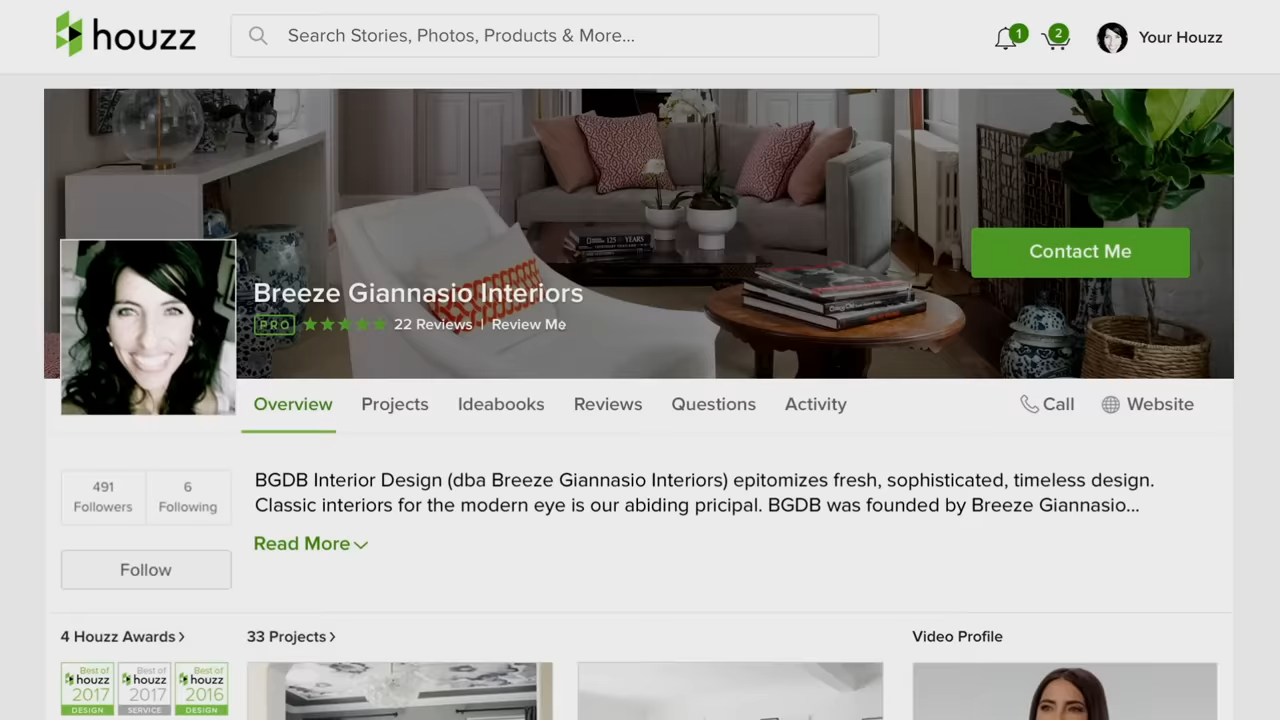 houzz
Search Stories, Photos, Products & More...
1
2
Your Houzz
125 YEARS
Contact Me
Breeze Giannasio Interiors
PRO
22 Reviews | Review Me
Overview
Projects
Ideabooks
Reviews
Questions
Activity
Call
Website
491
Followers
6
Following
BGDB Interior Design (dba Breeze Giannasio Interiors) epitomizes fresh, sophisticated, timeless design.
Classic interiors for the modern eye is our abiding pricipal. BGDB was founded by Breeze Giannasio...
Read More
Follow
4 Houzz Awards
33 Projects
Video Profile
Best of
houzz
2017
DESIGN
Best of
houzz
2017
SERVICE
Best of
houzz
2016
DESIGN